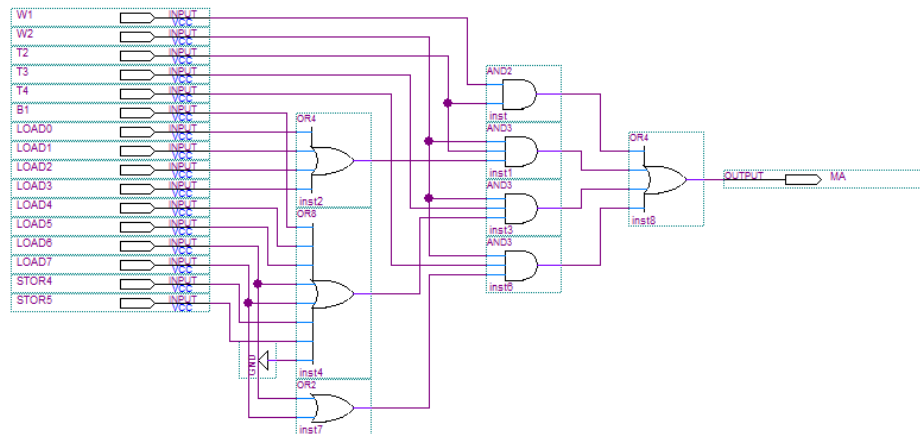 W1 INPUT VCC
W2 INPUT VCC
T2 INPUT VCC
T3 INPUT VCC
T4 INPUT VCC
B1 INPUT VCC
LOAD0 INPUT VCC
LOAD1 INPUT VCC
LOAD2 INPUT VCC
LOAD3 INPUT VCC
LOAD4 INPUT VCC
LOAD5 INPUT VCC
LOAD6 INPUT VCC
LOAD7 INPUT VCC
STOR4 INPUT VCC
STOR5 INPUT VCC
OR4
inst2
OR8
inst4
GND
OR2
inst7
AND2
inst
AND3
inst1
AND3
inst3
AND3
inst6
OR4
inst8
OUTPUT MA